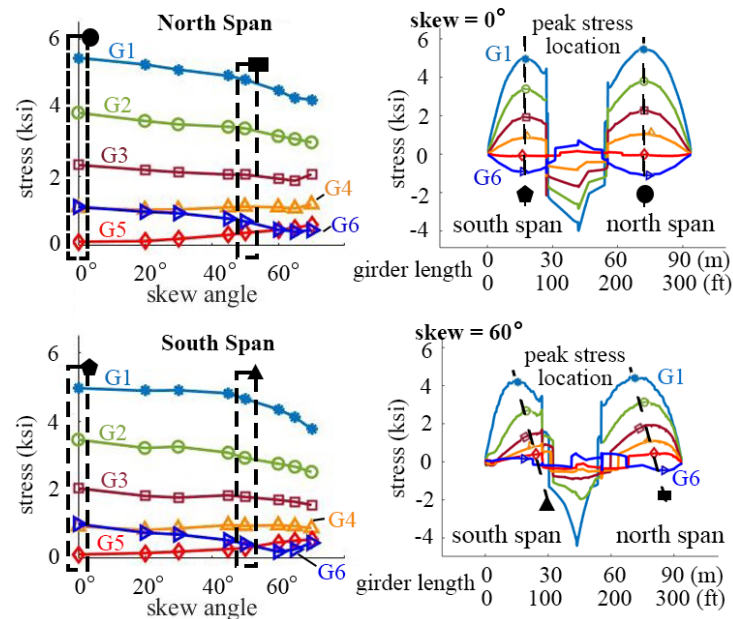 North Span
6
4
2
0
stress (ksi)
G1
G2
G3
G4
G5
G6
0° 20° 40° 60°
skew angle
skew = 0°
peak stress
location
6
4
2
0
-2
-4
stress (ksi)
G1
G6
south span north span
0 30 60 90 (m)
girder length
0 100 200 300 (ft)
South Span
6
4
2
0
stress (ksi)
G1
G2
G3
G4
G5
G6
0° 20° 40° 60°
skew angle
skew = 60°
peak stress
location
6
4
2
0
-2
-4
stress (ksi)
G1
G6
south span north span
girder length 0 30 60 90 (m)
0 100 200 300 (ft)